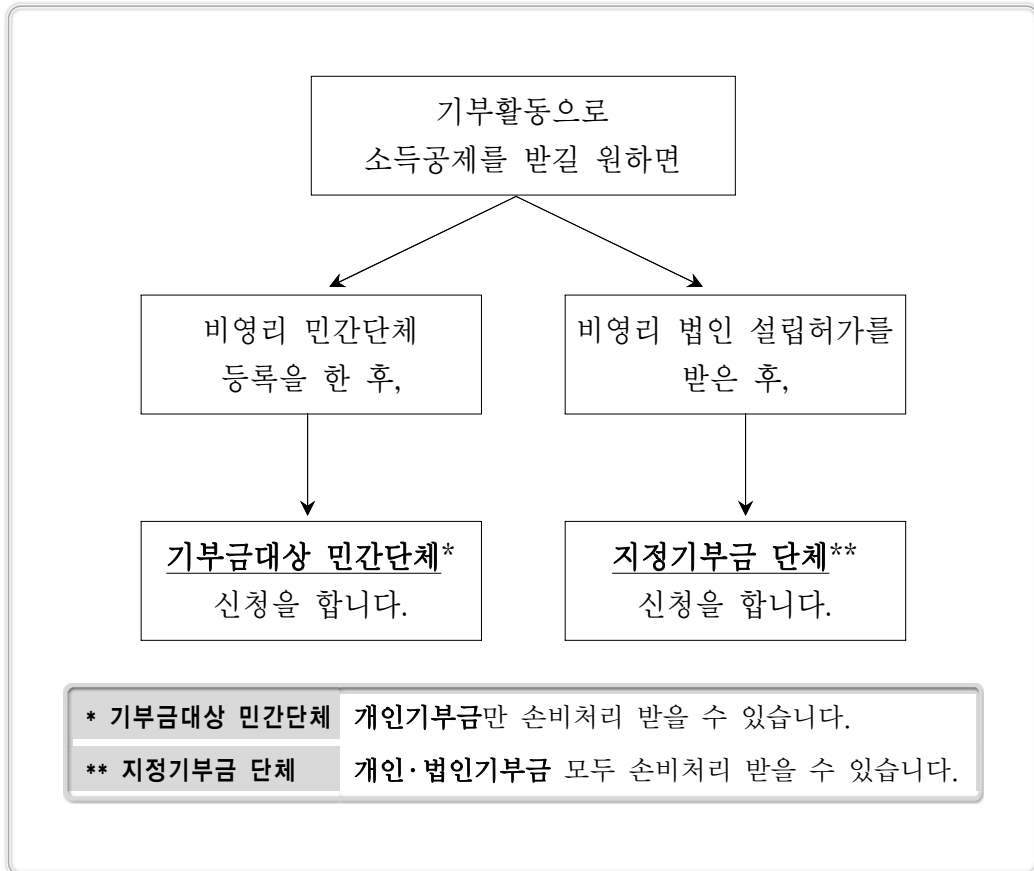 기부활동으로
소득공제를 받길 원하면
비영리 민간단체
등록을 한 후,
비영리 법인 설립허가를
받은 후,
기부금대상 민간단체*
신청을 합니다.
지정기부금 단체**
신청을 합니다.
* 기부금대상 민간단체 개인기부금만 손비처리 받을 수 있습니다.
** 지정기부금 단체 개인·법인기부금 모두 손비처리 받을 수 있습니다.